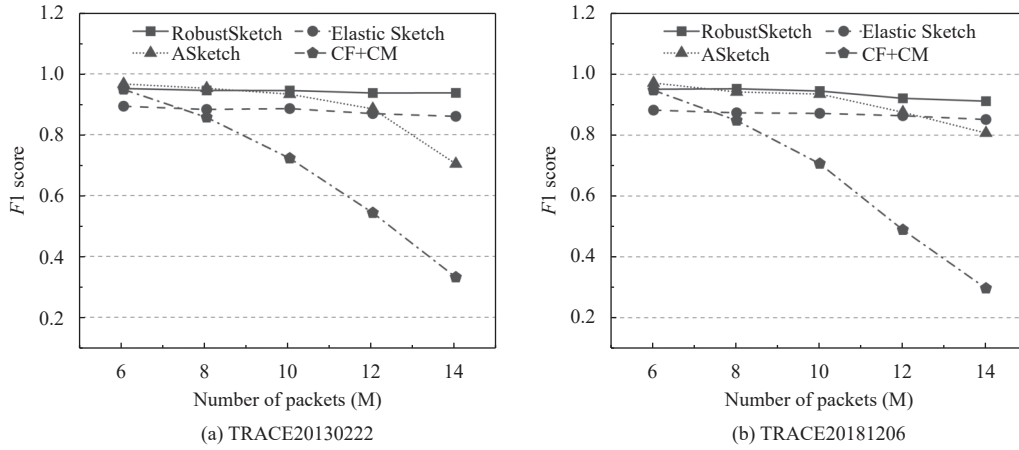 1.2
RobustSketch
Elastic Sketch
ASketch
CF+CM
1.0
0.8
0.6
0.4
0.2
F1 score
6 8 10 12 14
Number of packets (M)
(a) TRACE20130222
1.2
RobustSketch
Elastic Sketch
ASketch
CF+CM
1.0
0.8
0.6
0.4
0.2
F1 score
6 8 10 12 14
Number of packets (M)
(b) TRACE20181206